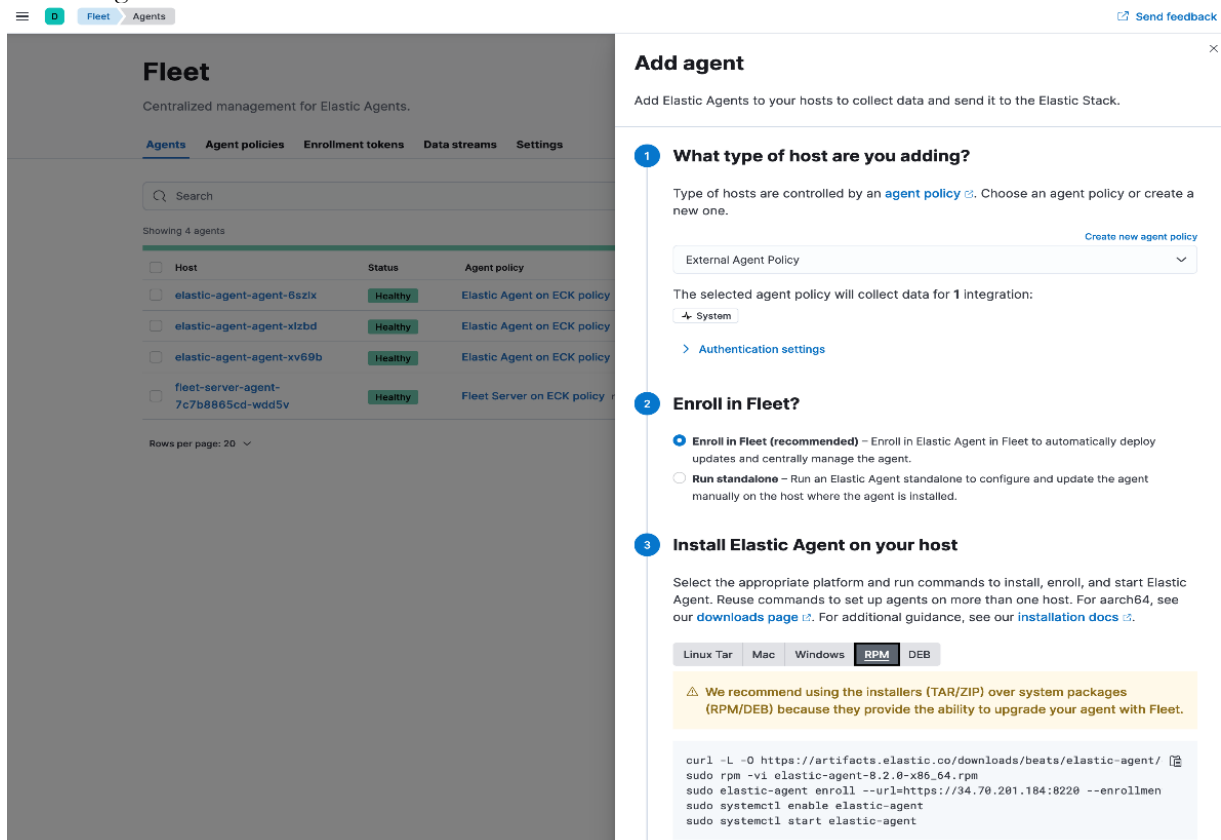 D Fleet Agents
Send feedback
Fleet
Centralized management for Elastic Agents.
Agents Agent policies Enrollment tokens Data streams Settings
Search
Showing 4 agents
Host Status Agent policy
elastic-agent-agent-6szlx Healthy Elastic Agent on ECK policy
elastic-agent-agent-xlzbd Healthy Elastic Agent on ECK policy
elastic-agent-agent-xv69b Healthy Elastic Agent on ECK policy
fleet-server-agent-
7c7b8865cd-wdd5v Healthy Fleet Server on ECK policy
Rows per page: 20
Add agent
Add Elastic Agents to your hosts to collect data and send it to the Elastic Stack.
1 What type of host are you adding?
Type of hosts are controlled by an agent policy. Choose an agent policy or create a
new one.
Create new agent policy
External Agent Policy
The selected agent policy will collect data for 1 integration:
System
Authentication settings
2 Enroll in Fleet?
Enroll in Fleet (recommended) – Enroll in Elastic Agent in Fleet to automatically deploy
updates and centrally manage the agent.
Run standalone – Run an Elastic Agent standalone to configure and update the agent
manually on the host where the agent is installed.
3 Install Elastic Agent on your host
Select the appropriate platform and run commands to install, enroll, and start Elastic
Agent. Reuse commands to set up agents on more than one host. For aarch64, see
our downloads page. For additional guidance, see our installation docs.
Linux Tar Mac Windows RPM DEB
We recommend using the installers (TAR/ZIP) over system packages
(RPM/DEB) because they provide the ability to upgrade your agent with Fleet.
curl -L -O https://artifacts.elastic.co/downloads/beats/elastic-agent/
sudo rpm -vi elastic-agent-8.2.0-x86_64.rpm
sudo elastic-agent enroll --url=https://34.70.201.184:8220 --enrollmen
sudo systemctl enable elastic-agent
sudo systemctl start elastic-agent